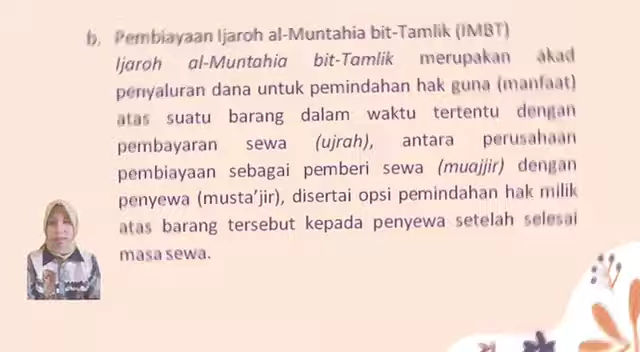 b. Pembiayaan Ijaroh al-Muntahia bit-Tamlik (IMBT)
Ijaroh al-Muntahia bit-Tamlik merupakan akad
penyaluran dana untuk pemindahan hak guna (manfaat)
atas suatu barang dalam waktu tertentu dengan
pembayaran sewa (ujrah), antara perusahaan
pembiayaan sebagai pemberi sewa (muajjir) dengan
penyewa (musta'jir), disertai opsi pemindahan hak milik
atas barang tersebut kepada penyewa setelah selesai
masa sewa.